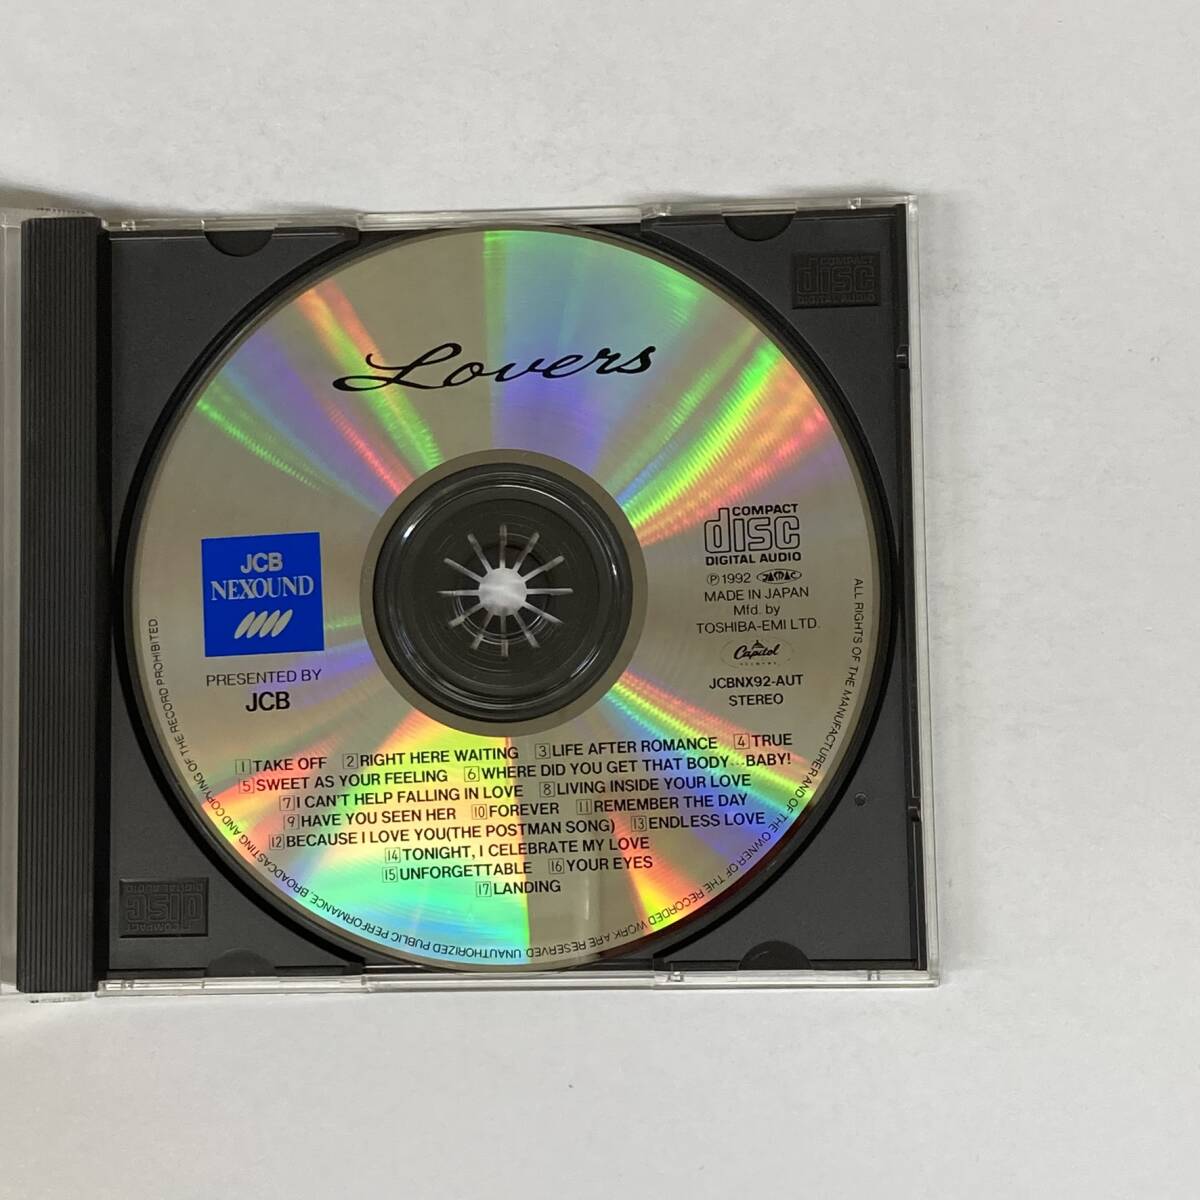 Lovers
JCB
NEXOUND
PRESENTED BY
JCB
COMPACT
disc
DIGITAL AUDIO
Ⓟ1992 JASRAC
MADE IN JAPAN
Mfd. by
TOSHIBA-EMI LTD.
Capitol
RECORDS
JCBNX92-AUT
STEREO
1 TAKE OFF 2 RIGHT HERE WAITING 3 LIFE AFTER ROMANCE 4 TRUE
5 SWEET AS YOUR FEELING 6 WHERE DID YOU GET THAT BODY...BABY!
7 I CAN'T HELP FALLING IN LOVE 8 LIVING INSIDE YOUR LOVE
9 HAVE YOU SEEN HER 10 FOREVER 11 REMEMBER THE DAY
12 BECAUSE I LOVE YOU(THE POSTMAN SONG) 13 ENDLESS LOVE
14 TONIGHT, I CELEBRATE MY LOVE
15 UNFORGETTABLE 16 YOUR EYES
17 LANDING
ALL RIGHTS OF THE MANUFACTURER AND OF THE OWNER OF THE RECORDED WORK ARE RESERVED. UNAUTHORIZED PUBLIC PERFORMANCE, BROADCASTING AND COPYING OF THE RECORD PROHIBITED
COMPACT
disc
DIGITAL AUDIO
COMPACT
disc
DIGITAL AUDIO